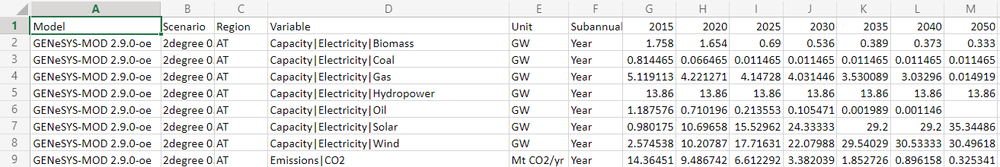 A B C D E F G H I J K L M
1 Model Scenario Region Variable Unit Subannual 2015 2020 2025 2030 2035 2040 2050
2 GENeSYS-MOD 2.9.0-oe 2degree 0. AT Capacity|Electricity|Biomass GW Year 1.758 1.654 0.69 0.536 0.389 0.373 0.333
3 GENeSYS-MOD 2.9.0-oe 2degree 0. AT Capacity|Electricity|Coal GW Year 0.814465 0.066465 0.011465 0.011465 0.011465 0.011465 0.011465
4 GENeSYS-MOD 2.9.0-oe 2degree 0. AT Capacity|Electricity|Gas GW Year 5.119113 4.221271 4.14728 4.031446 3.530089 3.03296 0.014919
5 GENeSYS-MOD 2.9.0-oe 2degree 0. AT Capacity|Electricity|Hydropower GW Year 13.86 13.86 13.86 13.86 13.86 13.86 13.86
6 GENeSYS-MOD 2.9.0-oe 2degree 0. AT Capacity|Electricity|Oil GW Year 1.187576 0.710196 0.213553 0.105471 0.001989 0.001146
7 GENeSYS-MOD 2.9.0-oe 2degree 0. AT Capacity|Electricity|Solar GW Year 0.980175 10.69658 15.52962 24.33333 29.2 29.2 35.34486
8 GENeSYS-MOD 2.9.0-oe 2degree 0. AT Capacity|Electricity|Wind GW Year 2.574538 10.20787 17.71631 22.07988 29.54029 30.53333 30.49618
9 GENeSYS-MOD 2.9.0-oe 2degree 0. AT Emissions|CO2 Mt CO2/yr Year 14.36451 9.486742 6.612292 3.382039 1.852726 0.896158 0.325341